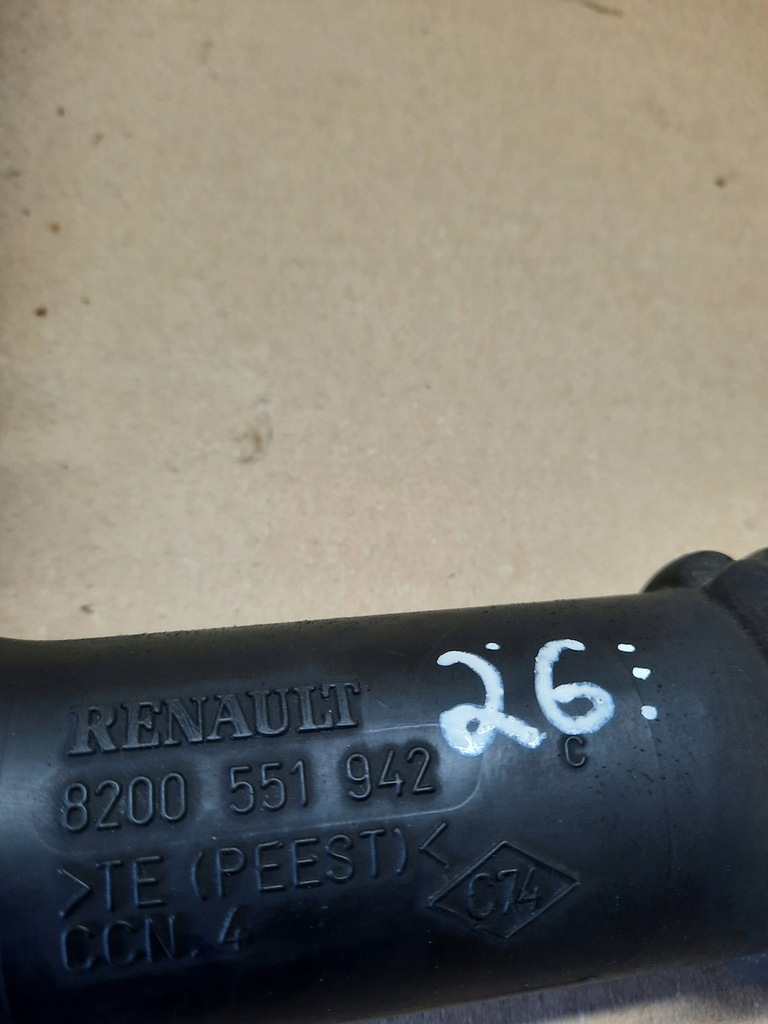 RENAULT
26
8200 551 942
C
>TE (PEEST)<
C74
CCN. 4